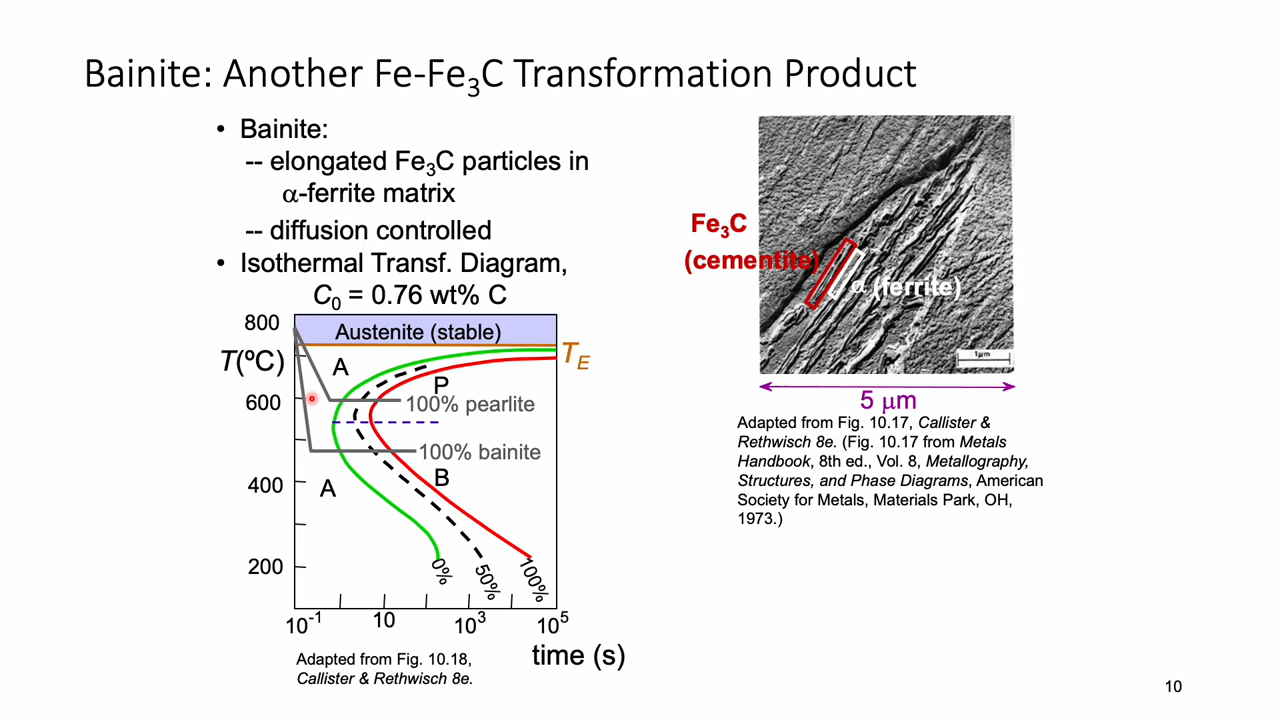 Bainite: Another Fe-Fe₃C Transformation Product
• Bainite:
-- elongated Fe₃C particles in
α-ferrite matrix
-- diffusion controlled
• Isothermal Transf. Diagram,
C₀ = 0.76 wt% C
800
Austenite (stable)
T(ºC)
A
T_E
P
600
100% pearlite
100% bainite
400
A
B
200
0%
50%
100%
10⁻¹
10
10³
10⁵
time (s)
Adapted from Fig. 10.18,
Callister & Rethwisch 8e.
Fe₃C
(cementite)
α (ferrite)
1μm
5 μm
Adapted from Fig. 10.17, Callister &
Rethwisch 8e. (Fig. 10.17 from Metals
Handbook, 8th ed., Vol. 8, Metallography,
Structures, and Phase Diagrams, American
Society for Metals, Materials Park, OH,
1973.)
10